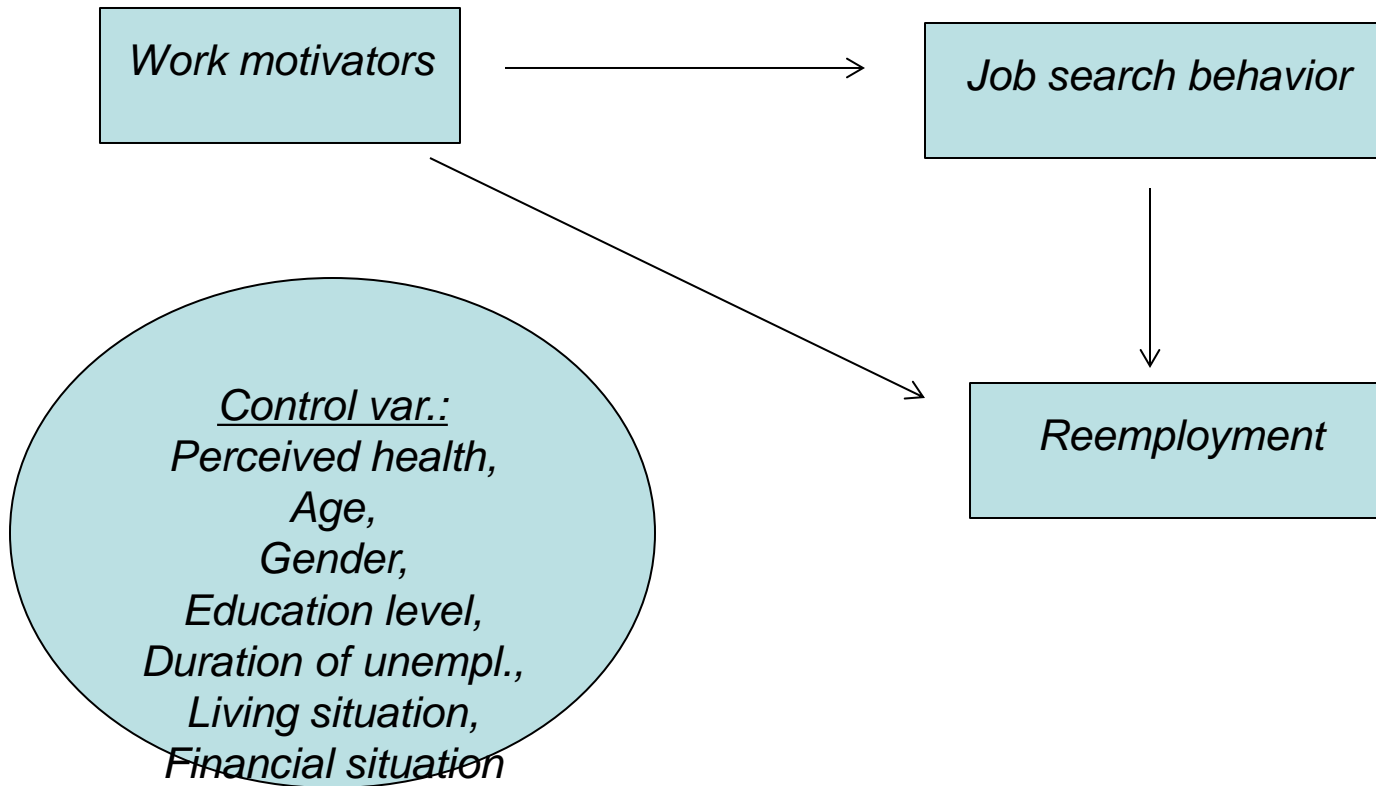 Work motivators
Job search behavior
Reemployment
Control var.:
Perceived health,
Age,
Gender,
Education level,
Duration of unempl.,
Living situation,
Financial situation